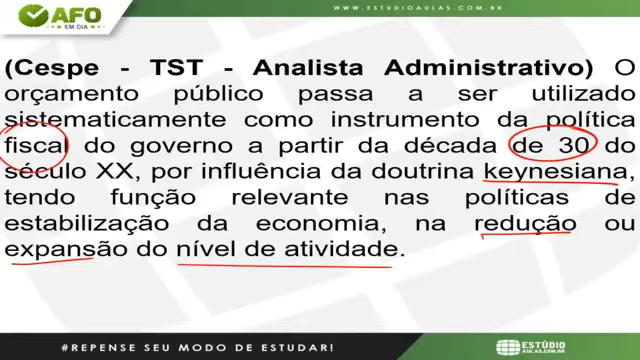 AFO
EM DIA
WWW.ESTUDIOAULAS.COM.BR
(Cespe - TST - Analista Administrativo) O
orçamento público passa a ser utilizado
sistematicamente como instrumento da política
fiscal do governo a partir da década de 30 do
século XX, por influência da doutrina keynesiana,
tendo função relevante nas políticas de
estabilização da economia, na redução ou
expansão do nível de atividade.
#REPENSE SEU MODO DE ESTUDAR!
ESTÚDIO
AULAS.COM.BR